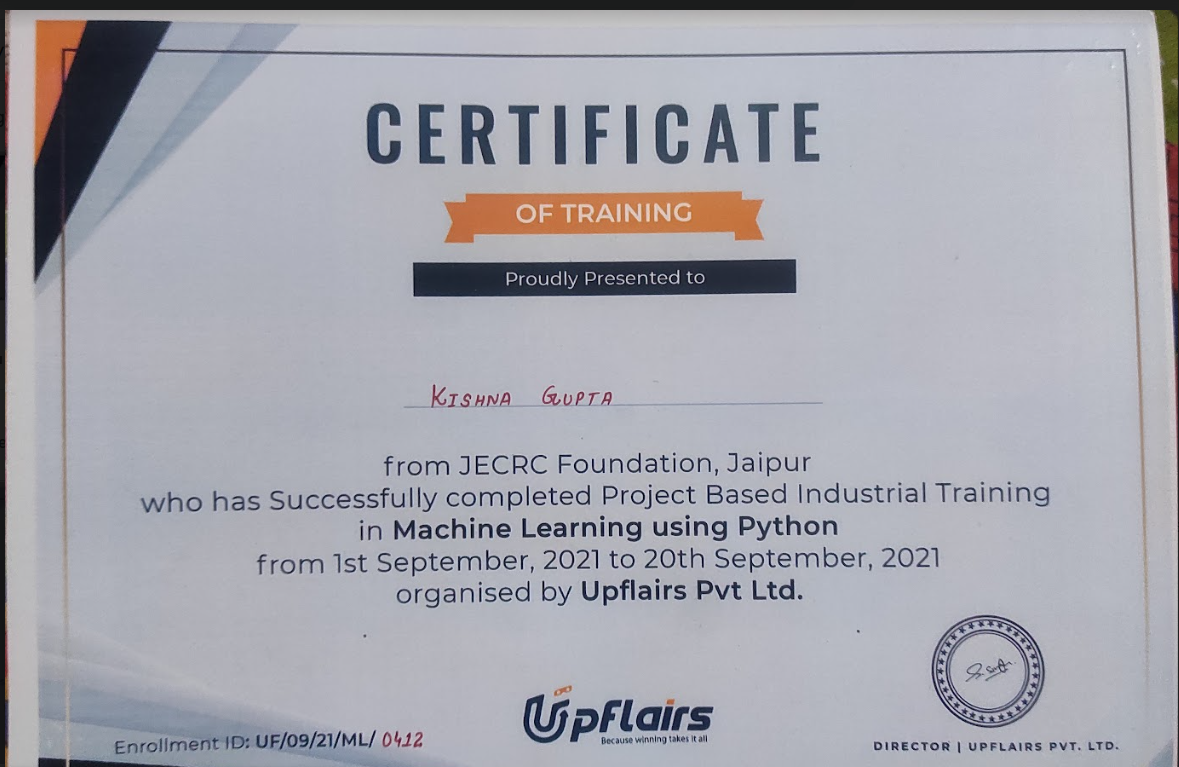 CERTIFICATE
OF TRAINING
Proudly Presented to
KISHNA GUPTA
from JECRC Foundation, Jaipur
who has Successfully completed Project Based Industrial Training
in Machine Learning using Python
from 1st September, 2021 to 20th September, 2021
organised by Upflairs Pvt Ltd.
Upflairs
Because winning takes it all
Enrollment ID: UF/09/21/ML/ 0412
DIRECTOR | UPFLAIRS PVT. LTD.